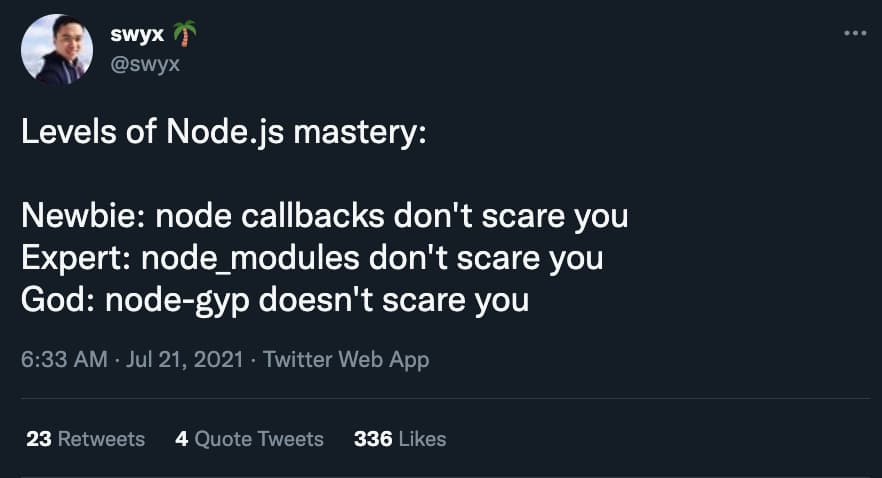 swyx 🌴
@swyx
Levels of Node.js mastery:
Newbie: node callbacks don't scare you
Expert: node_modules don't scare you
God: node-gyp doesn't scare you
6:33 AM · Jul 21, 2021 · Twitter Web App
23 Retweets 4 Quote Tweets 336 Likes